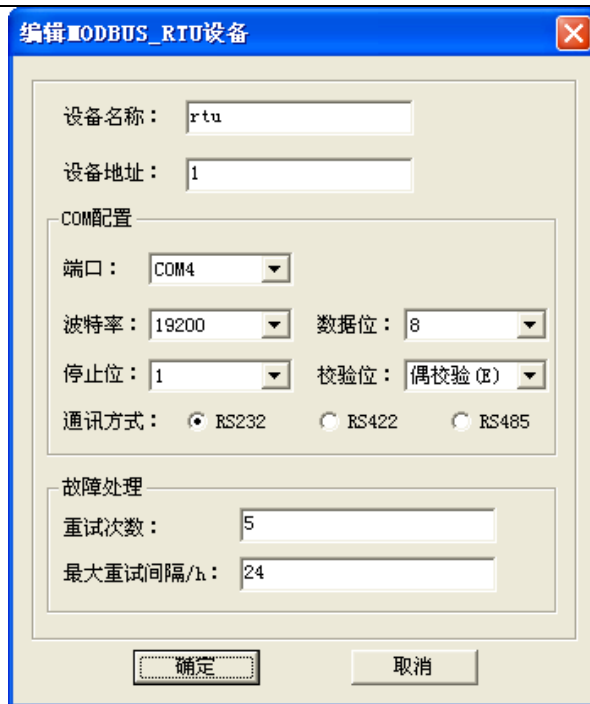 编辑MODBUS_RTU设备
设备名称： rtu
设备地址： 1
COM配置
端口： COM4
波特率： 19200 数据位： 8
停止位： 1 校验位： 偶校验(E)
通讯方式： RS232 RS422 RS485
故障处理
重试次数： 5
最大重试间隔/h： 24
确定 取消